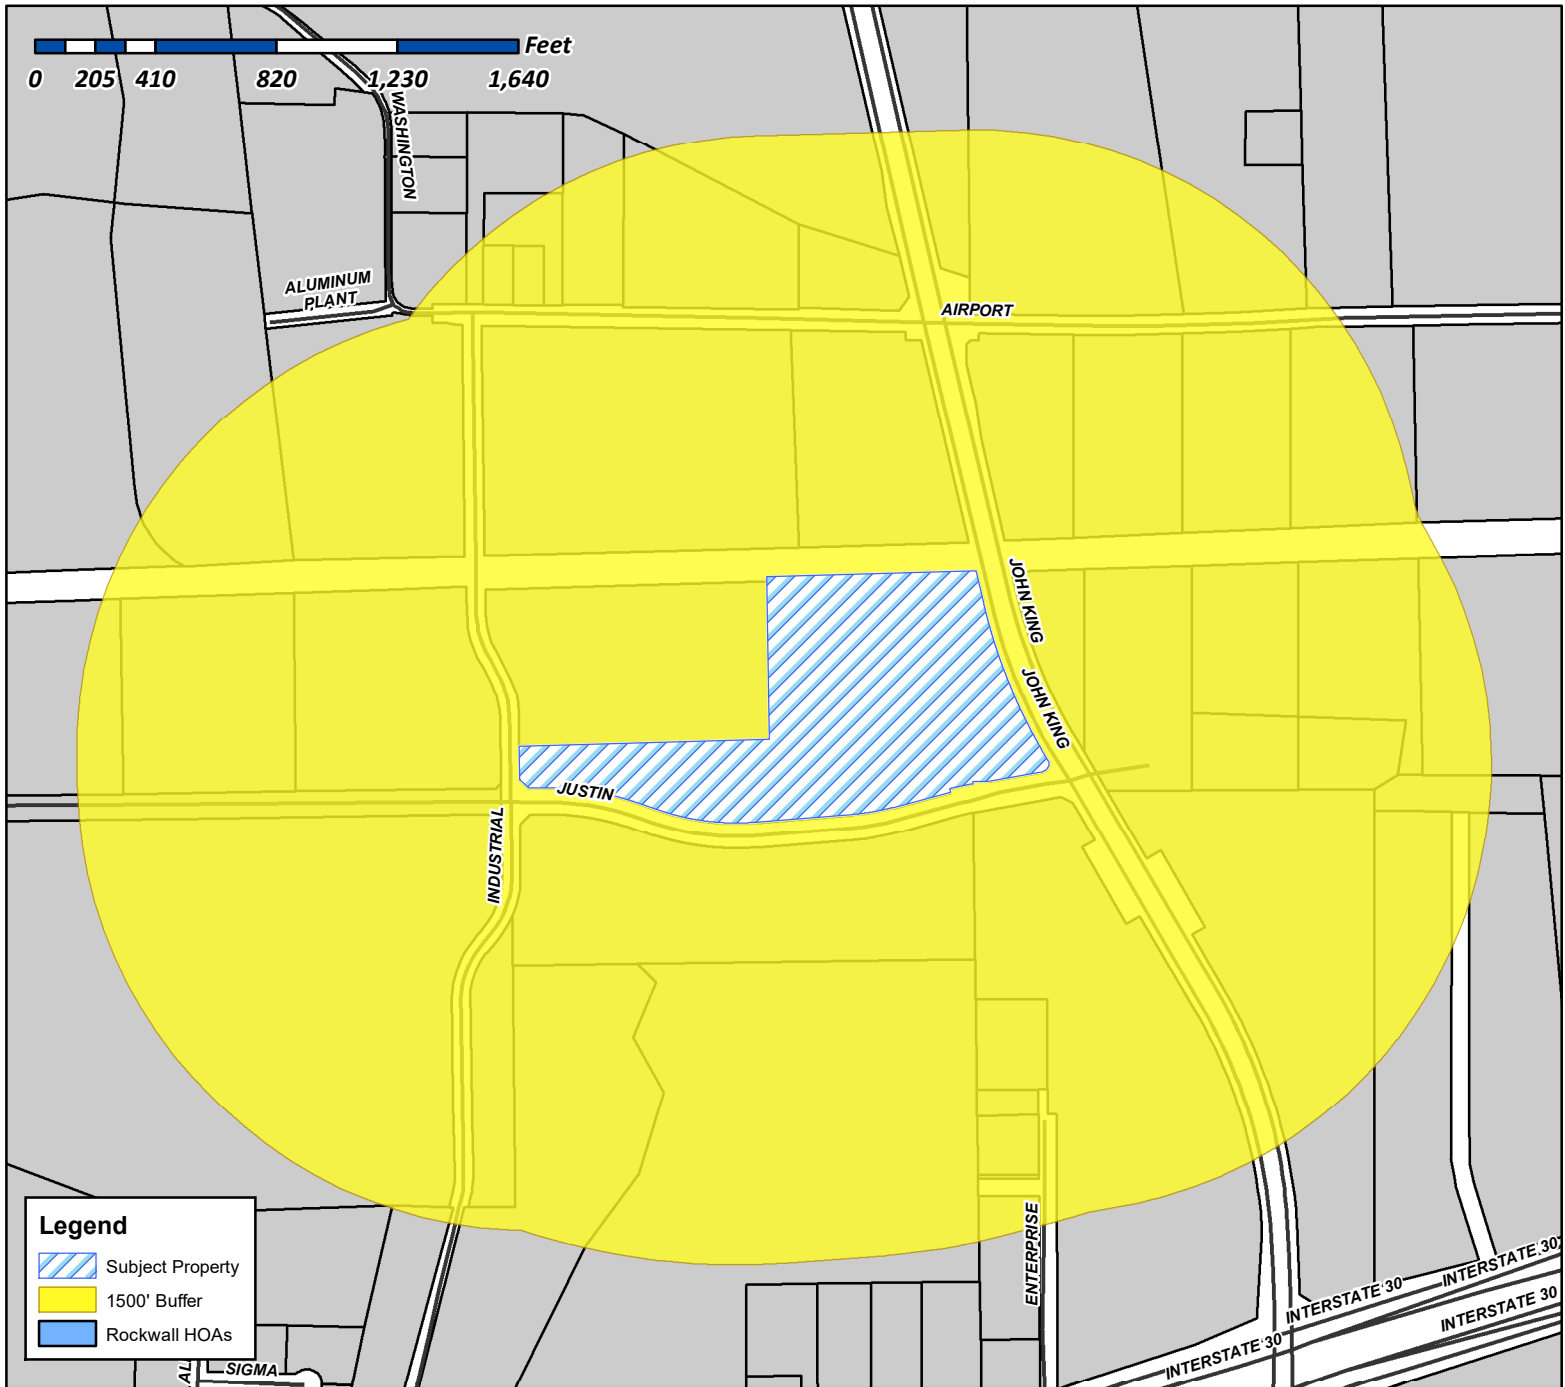 Feet
0 205 410 820 1,230 1,640
WASHINGTON
ALUMINUM
PLANT
AIRPORT
JOHN KING
JOHN KING
JUSTIN
INDUSTRIAL
ENTERPRISE
INTERSTATE 30
INTERSTATE 30
INTERSTATE 30
INTERSTATE 30
SIGMA
Legend
Subject Property
1500' Buffer
Rockwall HOAs